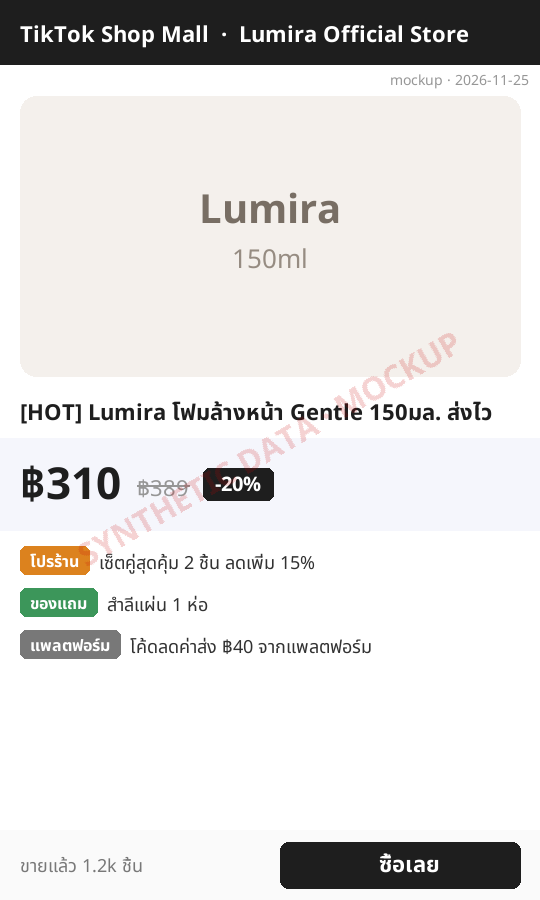 TikTok Shop Mall · Lumira Official Store
mockup · 2026-11-25
Lumira
150ml
[HOT] Lumira โฟมล้างหน้า Gentle 150มล. ส่งไว
฿310 ฿389 -20%
SYNTHETIC DATA · MOCKUP
โปรร้าน เซ็ตคู่สุดคุ้ม 2 ชิ้น ลดเพิ่ม 15%
ของแถม สำลีแผ่น 1 ห่อ
แพลตฟอร์ม โค้ดลดค่าส่ง ฿40 จากแพลตฟอร์ม
ขายแล้ว 1.2k ชิ้น ซื้อเลย